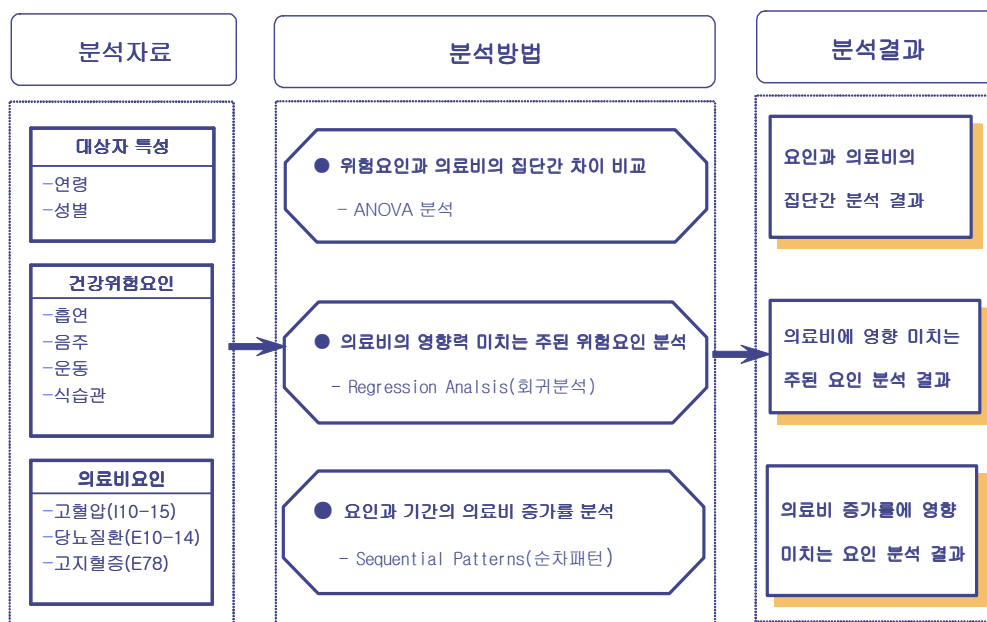 분석자료
대상자 특성
-연령
-성별
건강위험요인
-흡연
-음주
-운동
-식습관
의료비요인
-고혈압(I10-15)
-당뇨질환(E10-14)
-고지혈증(E78)
분석방법
● 위험요인과 의료비의 집단간 차이 비교
- ANOVA 분석
● 의료비의 영향력 미치는 주된 위험요인 분석
- Regression Analsis(회귀분석)
● 요인과 기간의 의료비 증가률 분석
- Sequential Patterns(순차패턴)
분석결과
요인과 의료비의
집단간 분석 결과
의료비에 영향 미치는
주된 요인 분석 결과
의료비 증가률에 영향
미치는 요인 분석 결과